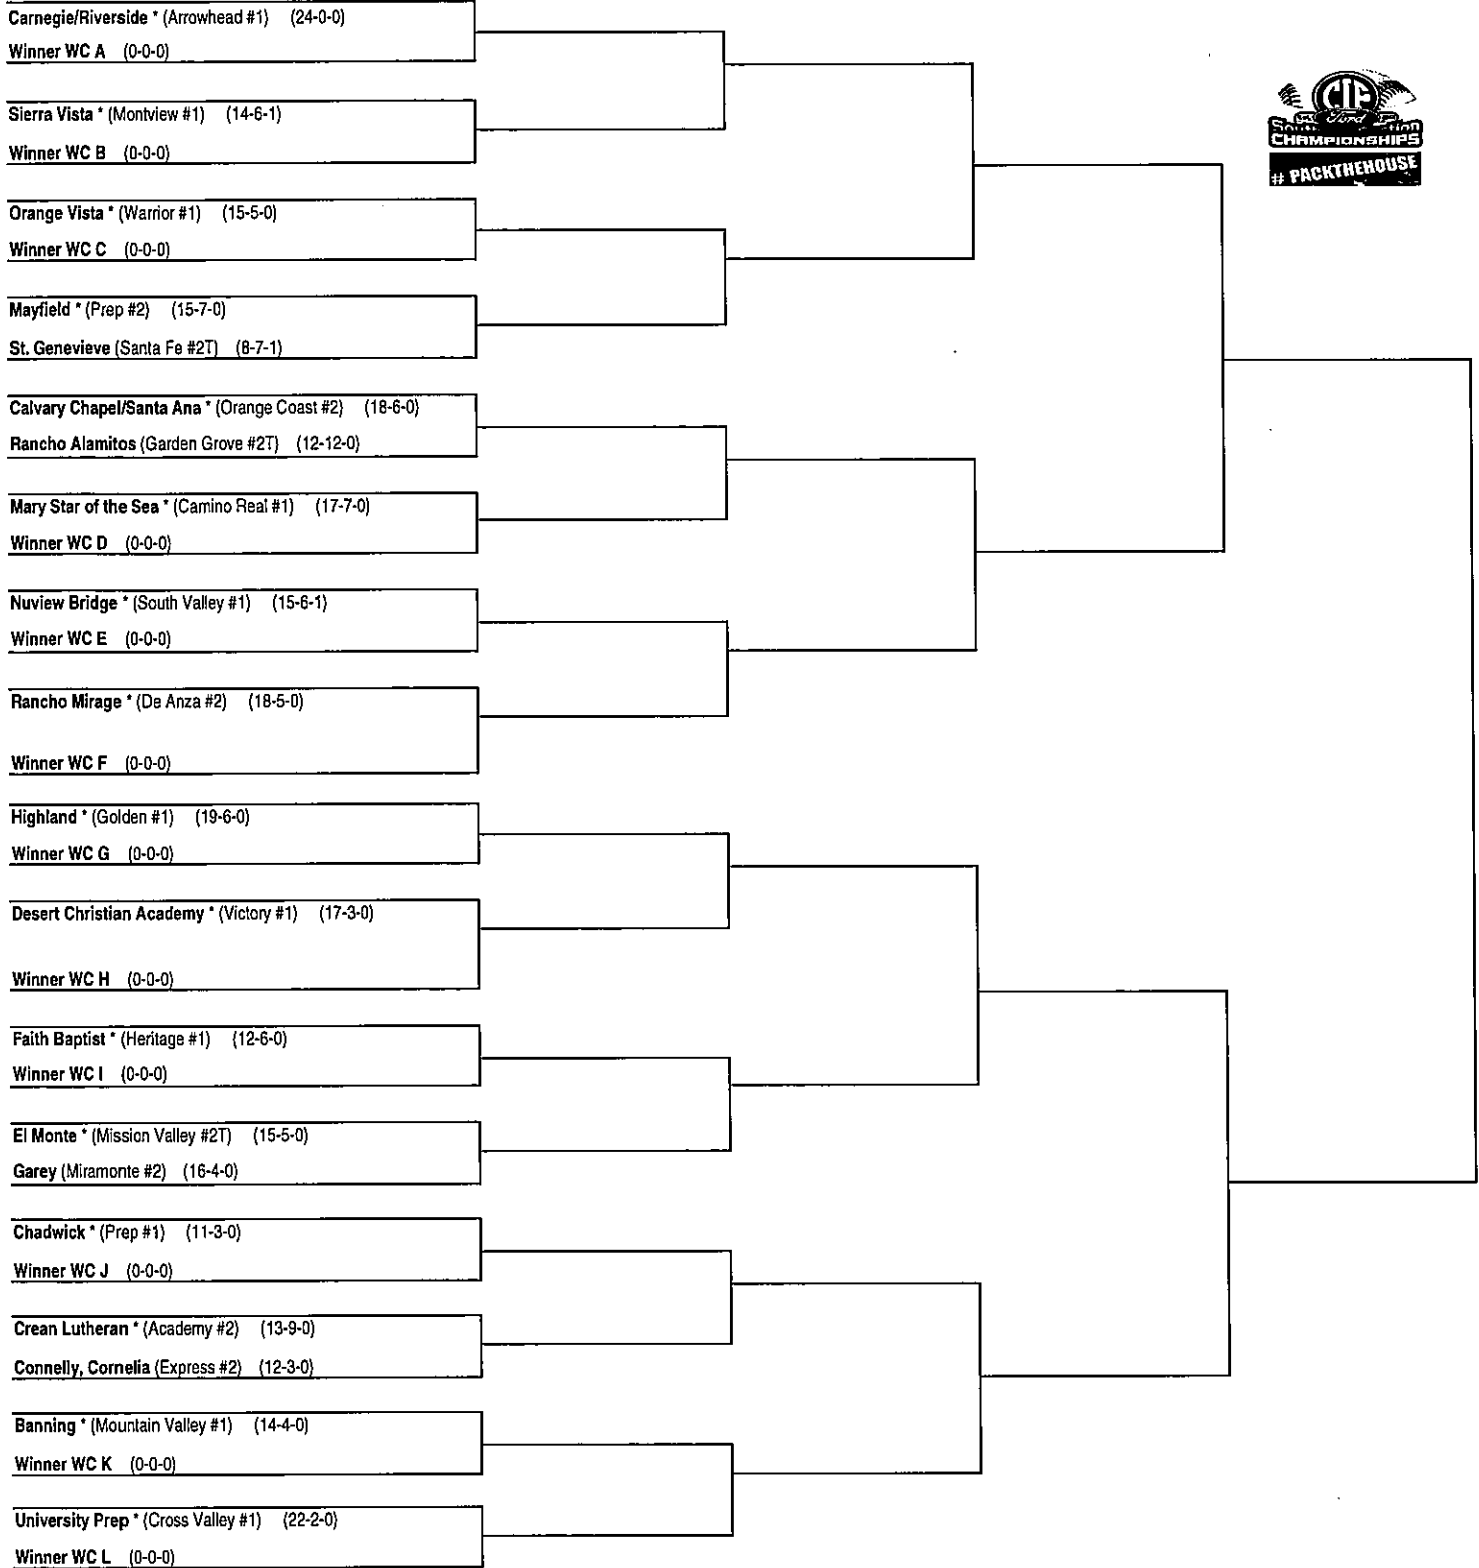 Carnegie/Riverside * (Arrowhead #1) (24-0-0)
Winner WC A (0-0-0)
Sierra Vista * (Montview #1) (14-6-1)
Winner WC B (0-0-0)
Orange Vista * (Warrior #1) (15-5-0)
Winner WC C (0-0-0)
Mayfield * (Prep #2) (15-7-0)
St. Genevieve (Santa Fe #2T) (8-7-1)
Calvary Chapel/Santa Ana * (Orange Coast #2) (18-6-0)
Rancho Alamitos (Garden Grove #2T) (12-12-0)
Mary Star of the Sea * (Camino Real #1) (17-7-0)
Winner WC D (0-0-0)
Nuview Bridge * (South Valley #1) (15-6-1)
Winner WC E (0-0-0)
Rancho Mirage * (De Anza #2) (18-5-0)
Winner WC F (0-0-0)
Highland * (Golden #1) (19-6-0)
Winner WC G (0-0-0)
Desert Christian Academy * (Victory #1) (17-3-0)
Winner WC H (0-0-0)
Faith Baptist * (Heritage #1) (12-6-0)
Winner WC I (0-0-0)
El Monte * (Mission Valley #2T) (15-5-0)
Garey (Miramonte #2) (16-4-0)
Chadwick * (Prep #1) (11-3-0)
Winner WC J (0-0-0)
Crean Lutheran * (Academy #2) (13-9-0)
Connelly, Cornelia (Express #2) (12-3-0)
Banning * (Mountain Valley #1) (14-4-0)
Winner WC K (0-0-0)
University Prep * (Cross Valley #1) (22-2-0)
Winner WC L (0-0-0)
CIF
Ford
CHAMPIONSHIPS
# PACKTHEHOUSE